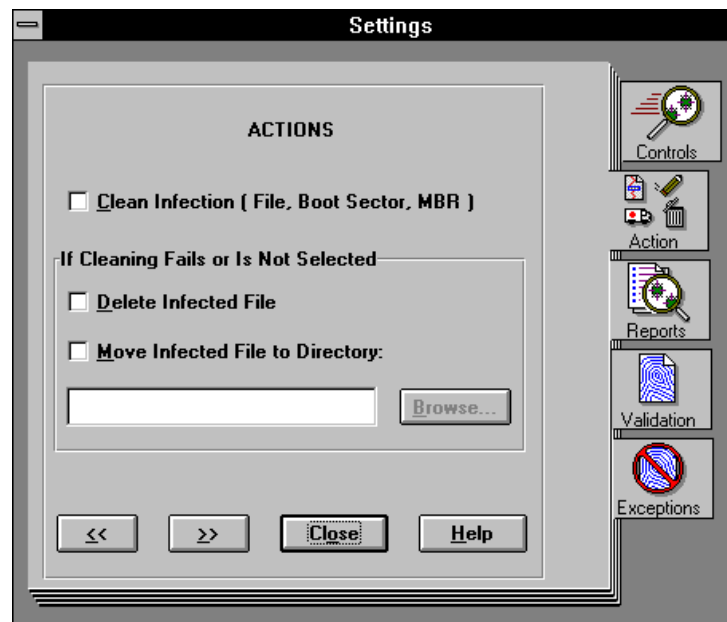 Settings
ACTIONS
Clean Infection ( File, Boot Sector, MBR )
If Cleaning Fails or Is Not Selected
Delete Infected File
Move Infected File to Directory:
Browse...
<<
>>
Close
Help
Controls
Action
Reports
Validation
Exceptions